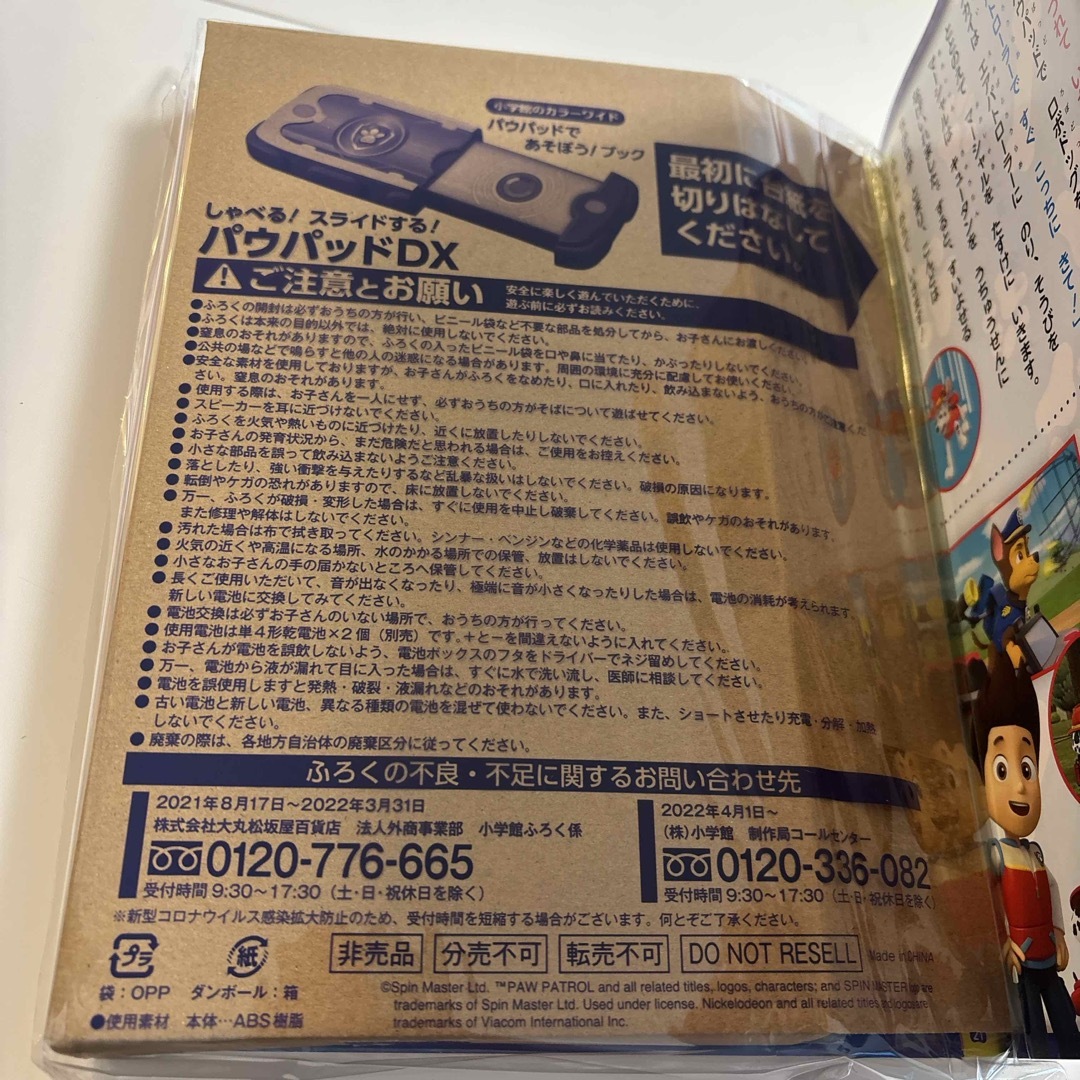 小学館のカラーワイド
パウパッドで
あそぼう!ブック
最初に台紙を
切りはなして
ください。
しゃべる! スライドする!
パウパッドDX
ご注意とお願い
安全に楽しく遊んでいただくために、
遊ぶ前に必ずお読みください。
●ふろくの開封は必ずおうちの方が行い、ビニール袋など不要な部品を処分してから、お子さんにお渡しください。
●ふろくは本来の目的以外では、絶対に使用しないでください。
●窒息のおそれがありますので、ふろくの入ったビニール袋を口や鼻に当てたり、かぶったりしないでください。
●公共の場などで鳴らすと他の人の迷惑になる場合があります。周囲の環境に充分に配慮してお使いください。
●安全な素材を使用しておりますが、お子さんがふろくをなめたり、口に入れたり、飲み込まないよう、おうちの方がご注意くだ
さい。窒息のおそれがあります。
●使用する際は、お子さんを一人にせず、必ずおうちの方がそばについて遊ばせてください。
●スピーカーを耳に近づけないでください。
●ふろくを火気や熱いものに近づけたり、近くに放置したりしないでください。
●お子さんの発育状況から、まだ危険だと思われる場合は、ご使用をお控えください。
●小さな部品を誤って飲み込まないようご注意ください。
●落としたり、強い衝撃を与えたりするなど乱暴な扱いはしないでください。破損の原因になります。
●転倒やケガの恐れがありますので、床に放置しないでください。
●万一、ふろくが破損・変形した場合は、すぐに使用を中止し破棄してください。誤飲やケガのおそれがあります。
また修理や解体はしないでください。
●汚れた場合は布で拭き取ってください。シンナー・ベンジンなどの化学薬品は使用しないでください。
●火気の近くや高温になる場所、水のかかる場所での保管、放置はしないでください。
●小さなお子さんの手の届かないところへ保管してください。
●長くご使用いただいて、音が出なくなったり、極端に音が小さくなったりした場合は、電池の消耗が考えられます。
新しい電池に交換してみてください。
●電池交換は必ずお子さんのいない場所で、おうちの方が行ってください。
●使用電池は単4形乾電池×2個(別売)です。+とーを間違えないように入れてください。
●お子さんが電池を誤飲しないよう、電池ボックスのフタをドライバーでネジ留めしてください。
●万一、電池から液が漏れて目に入った場合は、すぐに水で洗い流し、医師に相談してください。
●電池を誤使用しますと発熱・破裂・液漏れなどのおそれがあります。
●古い電池と新しい電池、異なる種類の電池を混ぜて使わないでください。また、ショートさせたり充電・分解・加熱
しないでください。
●廃棄の際は、各地方自治体の廃棄区分に従ってください。
ふろくの不良・不足に関するお問い合わせ先
2021年8月17日〜2022年3月31日
株式会社大丸松坂屋百貨店 法人外商事業部 小学館ふろく係
0120-776-665
受付時間 9:30〜17:30(土・日・祝休日を除く)
2022年4月1日〜
(株)小学館 制作局コールセンター
0120-336-082
受付時間 9:30〜17:30(土・日・祝休日を除く)
※新型コロナウイルス感染拡大防止のため、受付時間を短縮する場合がございます。何とぞご了承ください。
プラ
紙
非売品 分売不可 転売不可 DO NOT RESELL Made in CHINA
袋:OPP ダンボール:箱
●使用素材 本体…ABS樹脂
©Spin Master Ltd. ™PAW PATROL and all related titles, logos, characters; and SPIN MASTER logo are
trademarks of Spin Master Ltd. Used under license. Nickelodeon and all related titles and logos are
trademarks of Viacom International Inc.
ロボドッグを
すぐ こっちに きて!」
のり、そうびを
たすけに いきます。
うちゅうせんに
21